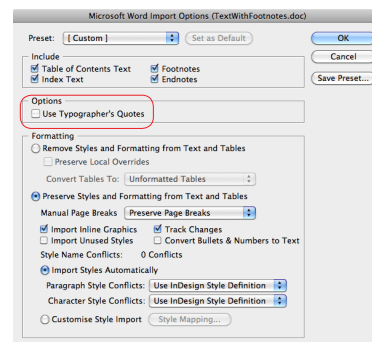 Microsoft Word Import Options (TextWithFootnotes.doc)
Preset: [ Custom ] Set as Default OK
Include Cancel
Table of Contents Text Footnotes
Index Text Endnotes Save Preset...
Options
Use Typographer's Quotes
Formatting
Remove Styles and Formatting from Text and Tables
Preserve Local Overrides
Convert Tables To: Unformatted Tables
Preserve Styles and Formatting from Text and Tables
Manual Page Breaks Preserve Page Breaks
Import Inline Graphics Track Changes
Import Unused Styles Convert Bullets & Numbers to Text
Style Name Conflicts: 0 Conflicts
Import Styles Automatically
Paragraph Style Conflicts: Use InDesign Style Definition
Character Style Conflicts: Use InDesign Style Definition
Customise Style Import Style Mapping...